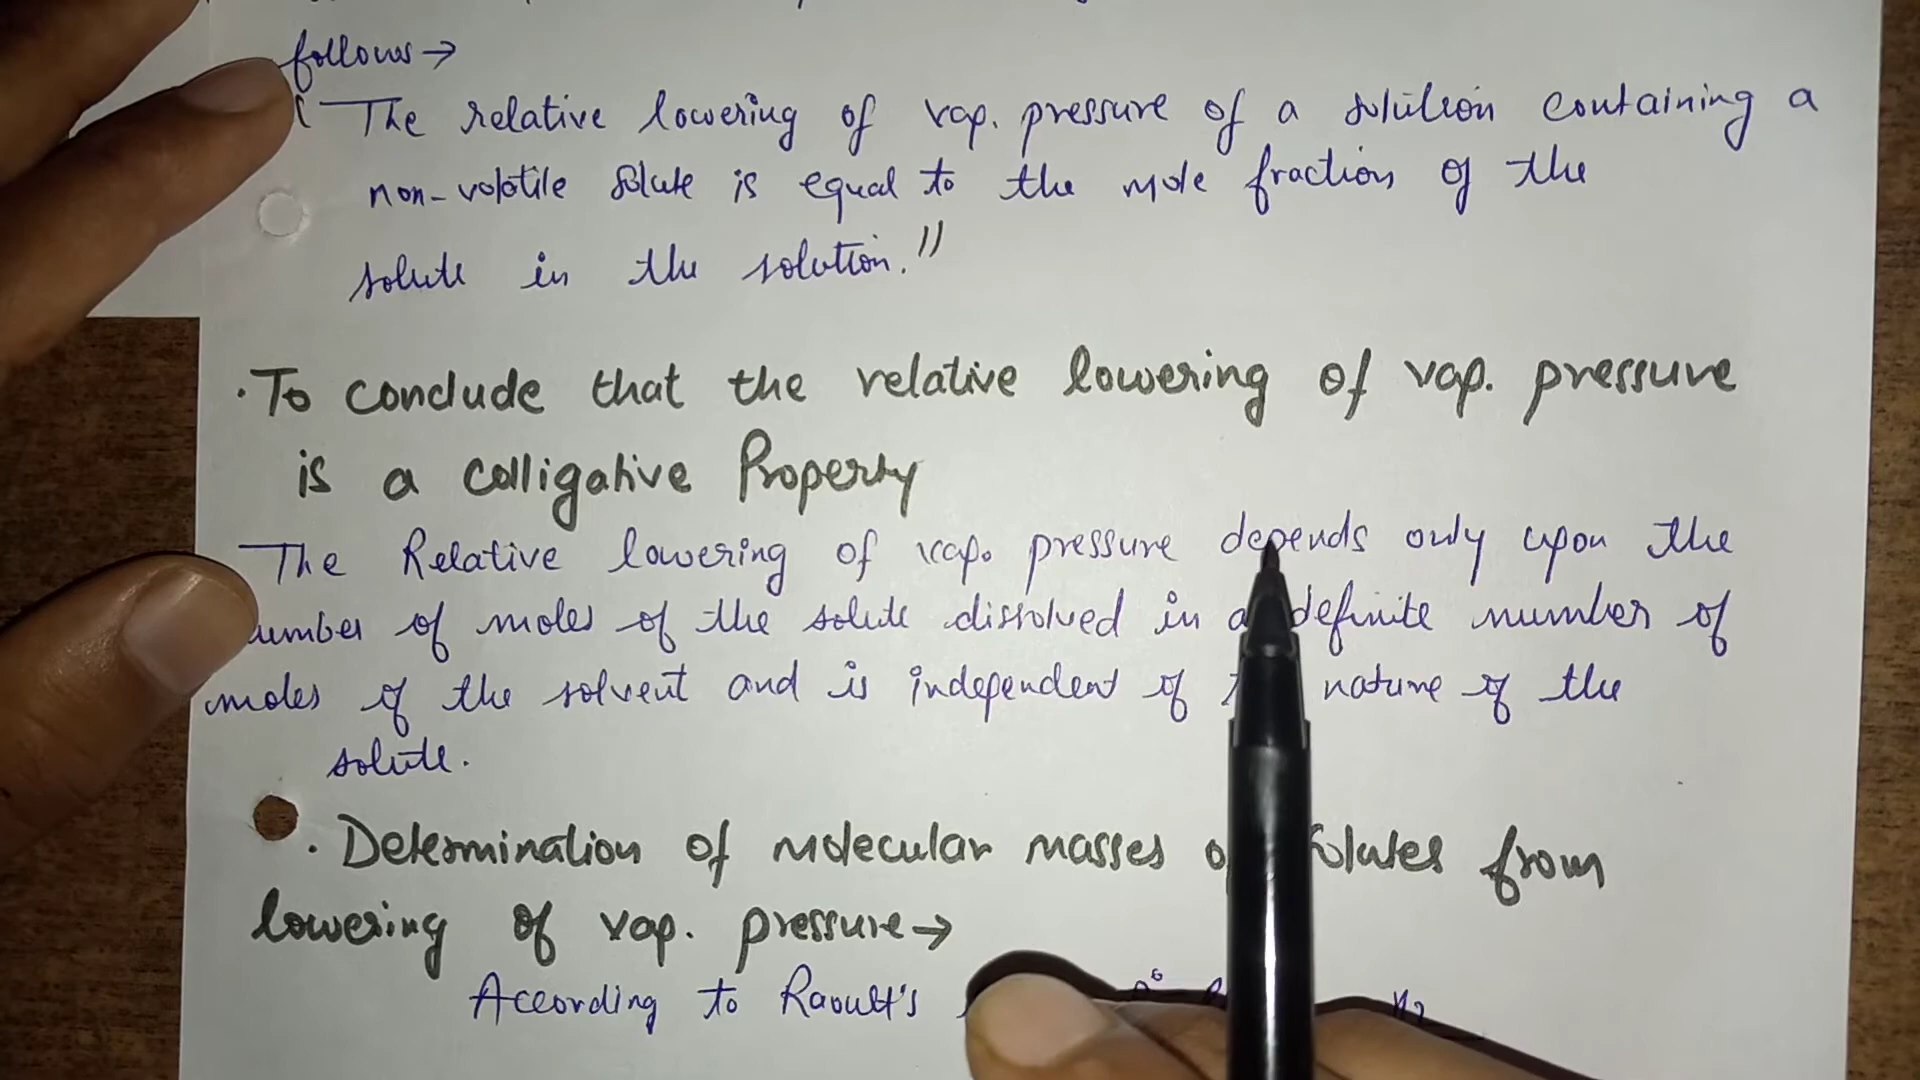 follows →
" The relative lowering of vap. pressure of a solution containing a
non-volatile solute is equal to the mole fraction of the
solute in the solution."
· To conclude that the relative lowering of vap. pressure
is a colligative Property
The Relative lowering of vap. pressure depends only upon the
number of moles of the solute dissolved in a definite number of
moles of the solvent and is independent of nature of the
solute.
· Determination of molecular masses of solutes from
lowering of vap. pressure →
According to Raoult's